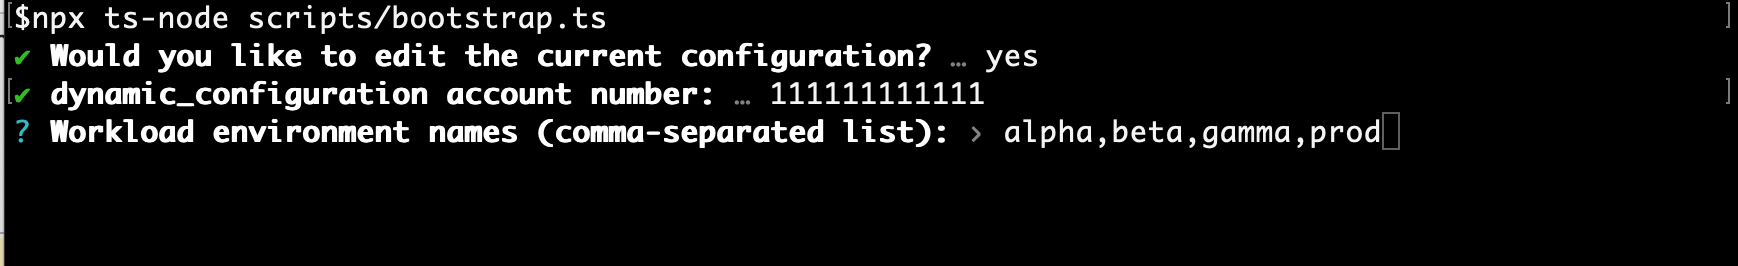 $npx ts-node scripts/bootstrap.ts
✔ Would you like to edit the current configuration? … yes
✔ dynamic_configuration account number: … 111111111111
? Workload environment names (comma-separated list): › alpha,beta,gamma,prod